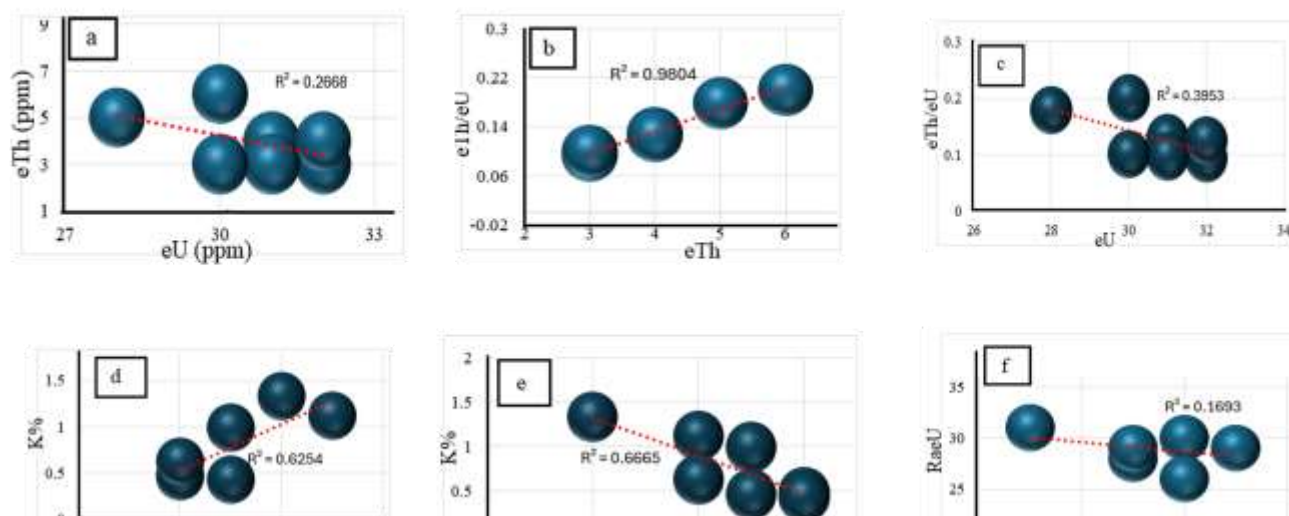 a
9
7
5
3
1
eTh (ppm)
R² = 0.2668
27
30
33
eU (ppm)
b
0.3
0.22
0.14
0.06
-0.02
eTh/eU
R² = 0.9804
2
3
4
5
6
eTh
c
0.3
0.2
0.1
0
eTh/eU
R² = 0.3953
26
28
30
32
34
eU
d
1.5
1
0.5
K%
R² = 0.6254
e
2
1.5
1
0.5
K%
R² = 0.6665
f
35
30
25
RaeU
R² = 0.1693